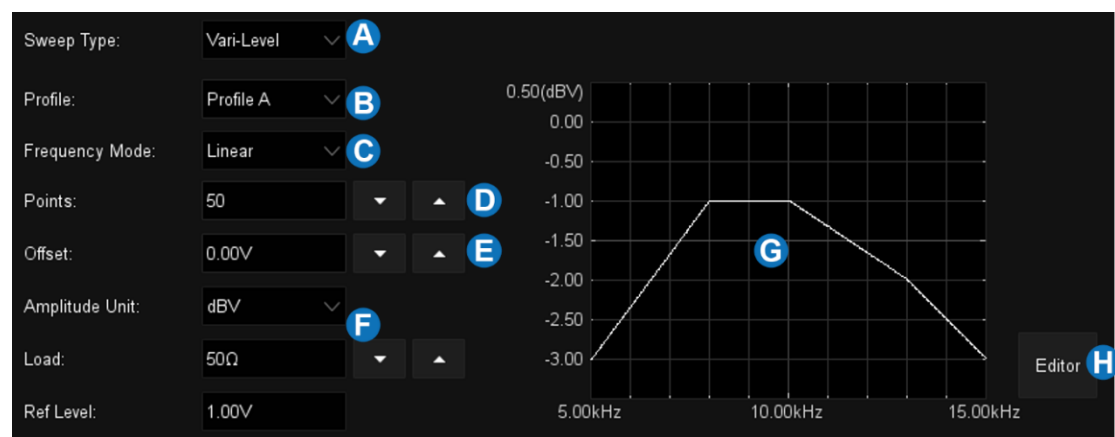 Sweep Type: Vari-Level A
Profile: Profile A B
Frequency Mode: Linear C
Points: 50 D
Offset: 0.00V E
Amplitude Unit: dBV
F
Load: 50Ω
Ref Level: 1.00V
0.50(dBV)
0.00
-0.50
-1.00
-1.50
-2.00
-2.50
-3.00
G
5.00kHz 10.00kHz 15.00kHz
Editor H